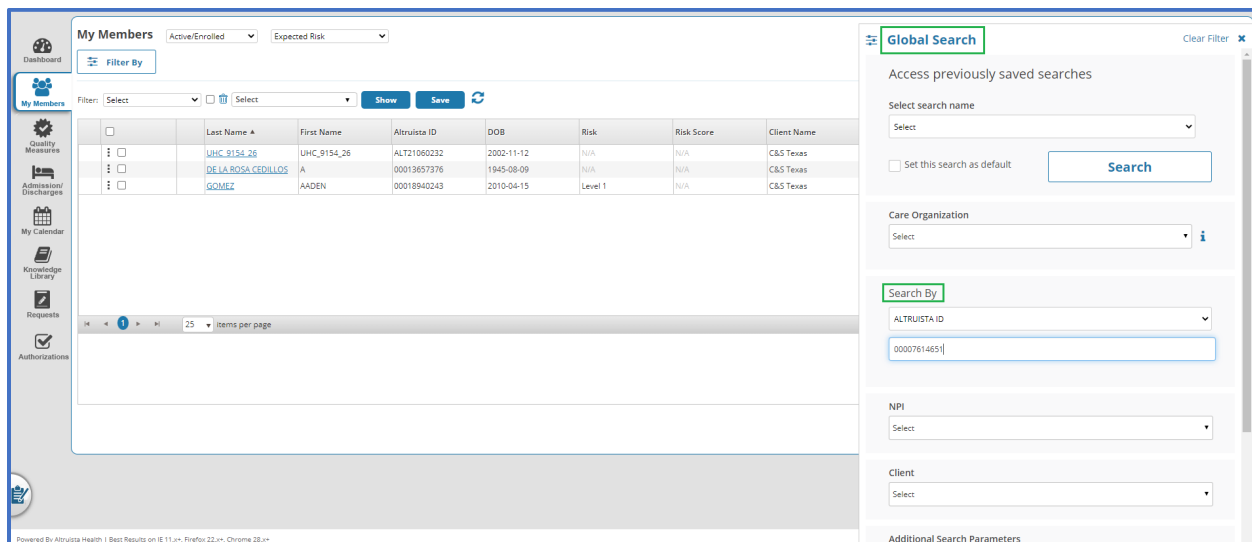 Dashboard
My Members
Quality
Measures
Admission/
Discharges
My Calendar
Knowledge
Library
Requests
Authorizations
My Members Active/Enrolled Expected Risk
Filter By
Filter: Select Select Show Save
Last Name First Name Altruista ID DOB Risk Risk Score Client Name
UHC_9154_26 UHC_9154_26 ALT21060232 2002-11-12 N/A N/A C&S Texas
DE LA ROSA CEDILLOS A 00013657376 1945-08-09 N/A N/A C&S Texas
GOMEZ AADEN 00018940243 2010-04-15 Level 1 N/A C&S Texas
1 25 items per page
Powered By Altruista Health | Best Results on IE 11.x+, Firefox 22.x+, Chrome 28.x+
Global Search Clear Filter
Access previously saved searches
Select search name
Select
Set this search as default Search
Care Organization
Select
Search By
ALTRUISTA ID
00007614651
NPI
Select
Client
Select
Additional Search Parameters